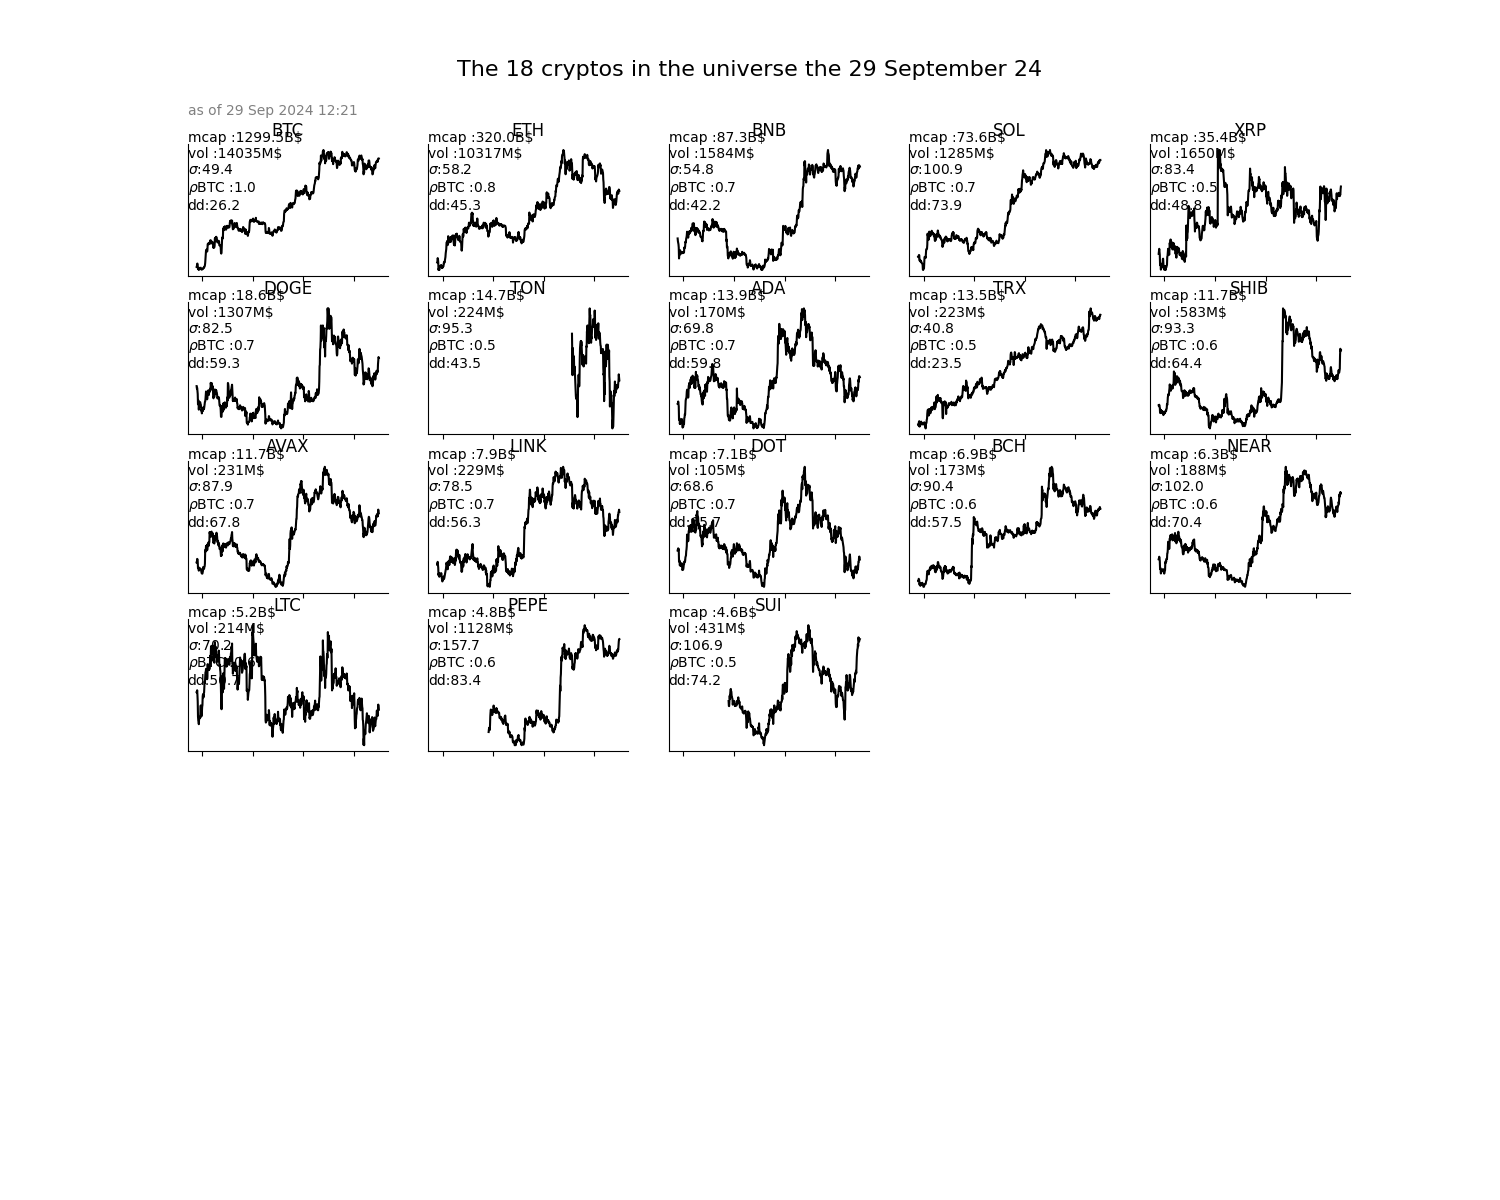 The 18 cryptos in the universe the 29 September 24
as of 29 Sep 2024 12:21
BTC
mcap :1299.5B$
vol :14035M$
σ:49.4
ρBTC :1.0
dd:26.2
ETH
mcap :320.0B$
vol :10317M$
σ:58.2
ρBTC :0.8
dd:45.3
BNB
mcap :87.3B$
vol :1584M$
σ:54.8
ρBTC :0.7
dd:42.2
SOL
mcap :73.6B$
vol :1285M$
σ:100.9
ρBTC :0.7
dd:73.9
XRP
mcap :35.4B$
vol :1650M$
σ:83.4
ρBTC :0.5
dd:48.8
DOGE
mcap :18.6B$
vol :1307M$
σ:82.5
ρBTC :0.7
dd:59.3
TON
mcap :14.7B$
vol :224M$
σ:95.3
ρBTC :0.5
dd:43.5
ADA
mcap :13.9B$
vol :170M$
σ:69.8
ρBTC :0.7
dd:59.8
TRX
mcap :13.5B$
vol :223M$
σ:40.8
ρBTC :0.5
dd:23.5
SHIB
mcap :11.7B$
vol :583M$
σ:93.3
ρBTC :0.6
dd:64.4
AVAX
mcap :11.7B$
vol :231M$
σ:87.9
ρBTC :0.7
dd:67.8
LINK
mcap :7.9B$
vol :229M$
σ:78.5
ρBTC :0.7
dd:56.3
DOT
mcap :7.1B$
vol :105M$
σ:68.6
ρBTC :0.7
BCH
mcap :6.9B$
vol :173M$
σ:90.4
ρBTC :0.6
dd:57.5
NEAR
mcap :6.3B$
vol :188M$
σ:102.0
ρBTC :0.6
dd:70.4
LTC
mcap :5.2B$
vol :214M$
σ:70.2
PEPE
mcap :4.8B$
vol :1128M$
σ:157.7
ρBTC :0.6
dd:83.4
SUI
mcap :4.6B$
vol :431M$
σ:106.9
ρBTC :0.5
dd:74.2